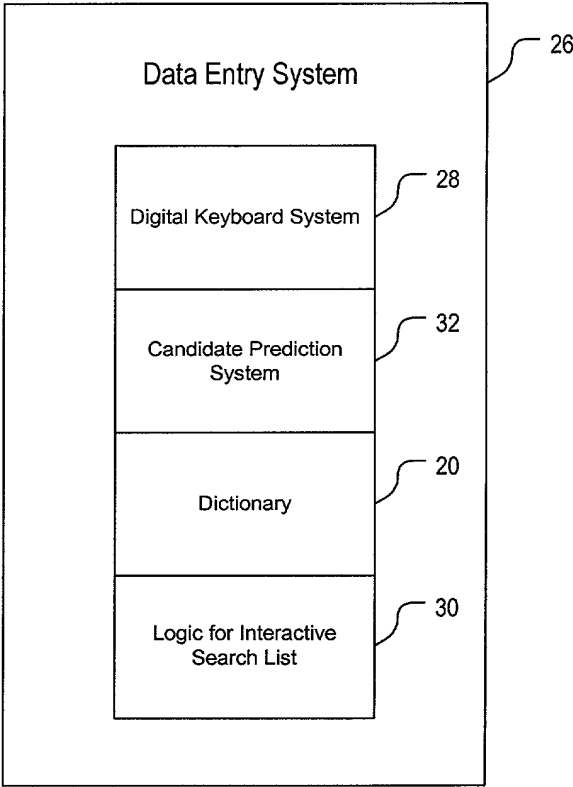 26
Data Entry System
28
Digital Keyboard System
32
Candidate Prediction
System
20
Dictionary
30
Logic for Interactive
Search List